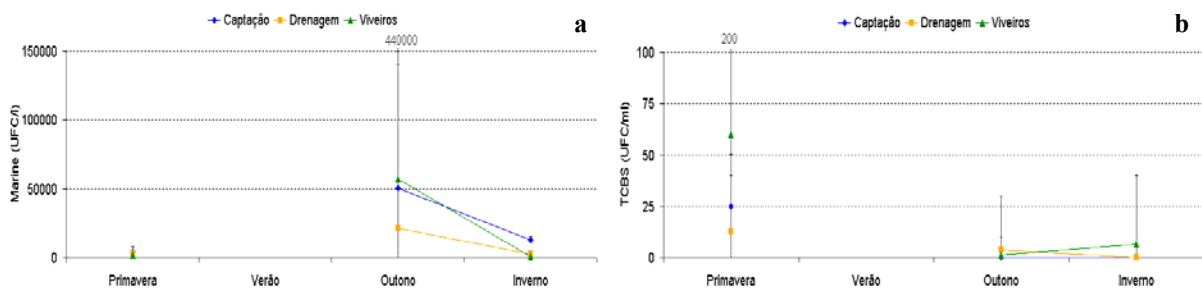 Captação Drenagem Viveiros
a
440000
150000
100000
50000
0
Marine (UFC/l)
Primavera Verão Outono Inverno
Captação Drenagem Viveiros
b
200
100
75
50
25
0
TCBS (UFC/ml)
Primavera Verão Outono Inverno